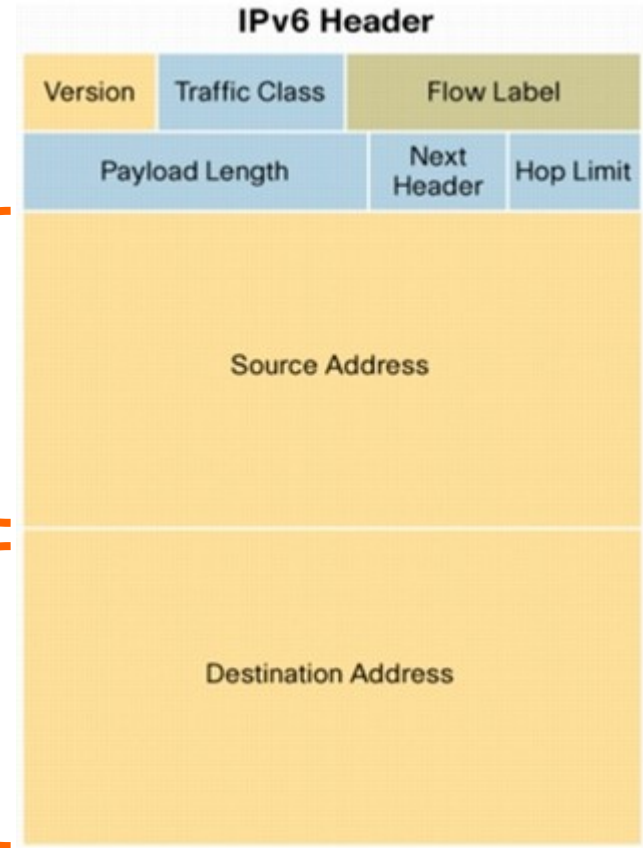 IPv6 Header
Version Traffic Class Flow Label
Payload Length Next Header Hop Limit
Source Address
Destination Address